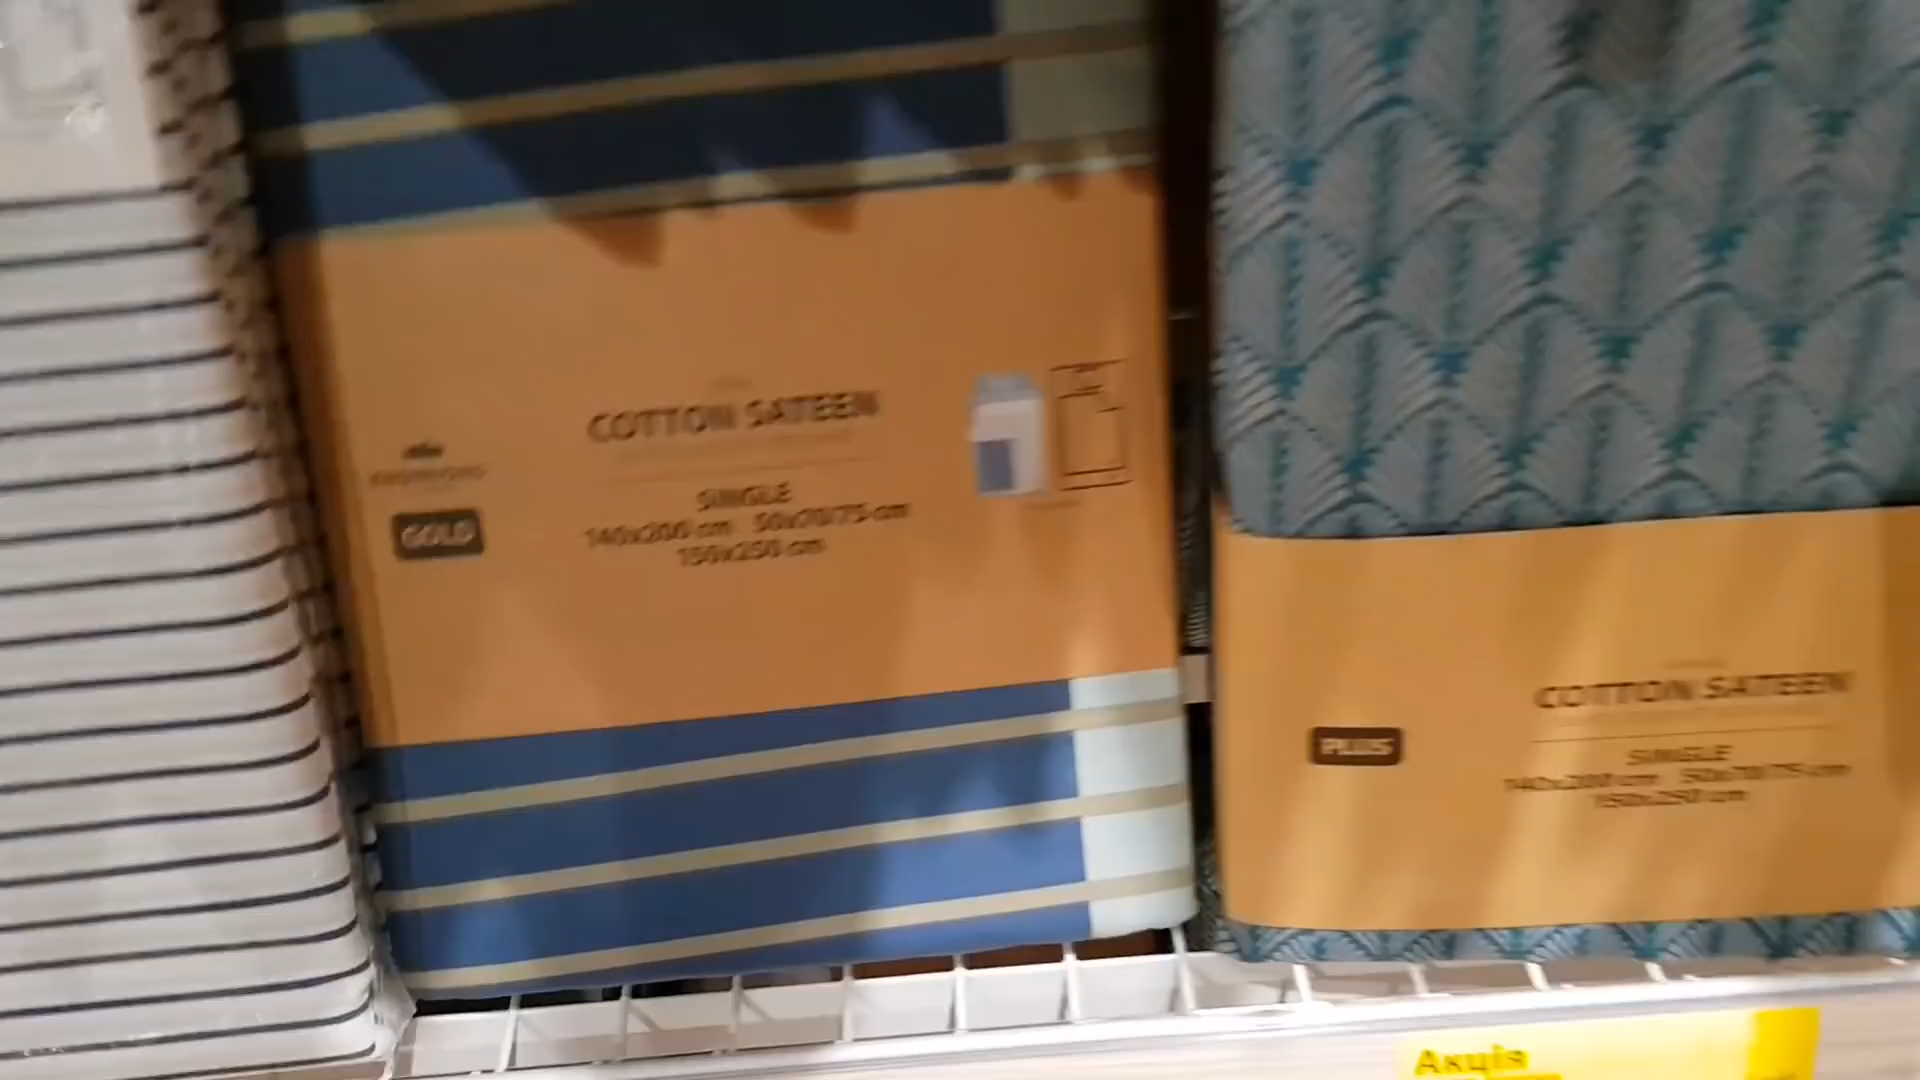 COTTON SATEEN
SINGLE
140x200 cm 50x70/75 cm
150x250 cm
GOLD
COTTON SATEEN
PLUS
SINGLE
140x200 cm 50x70/75 cm
150x250 cm
Акція